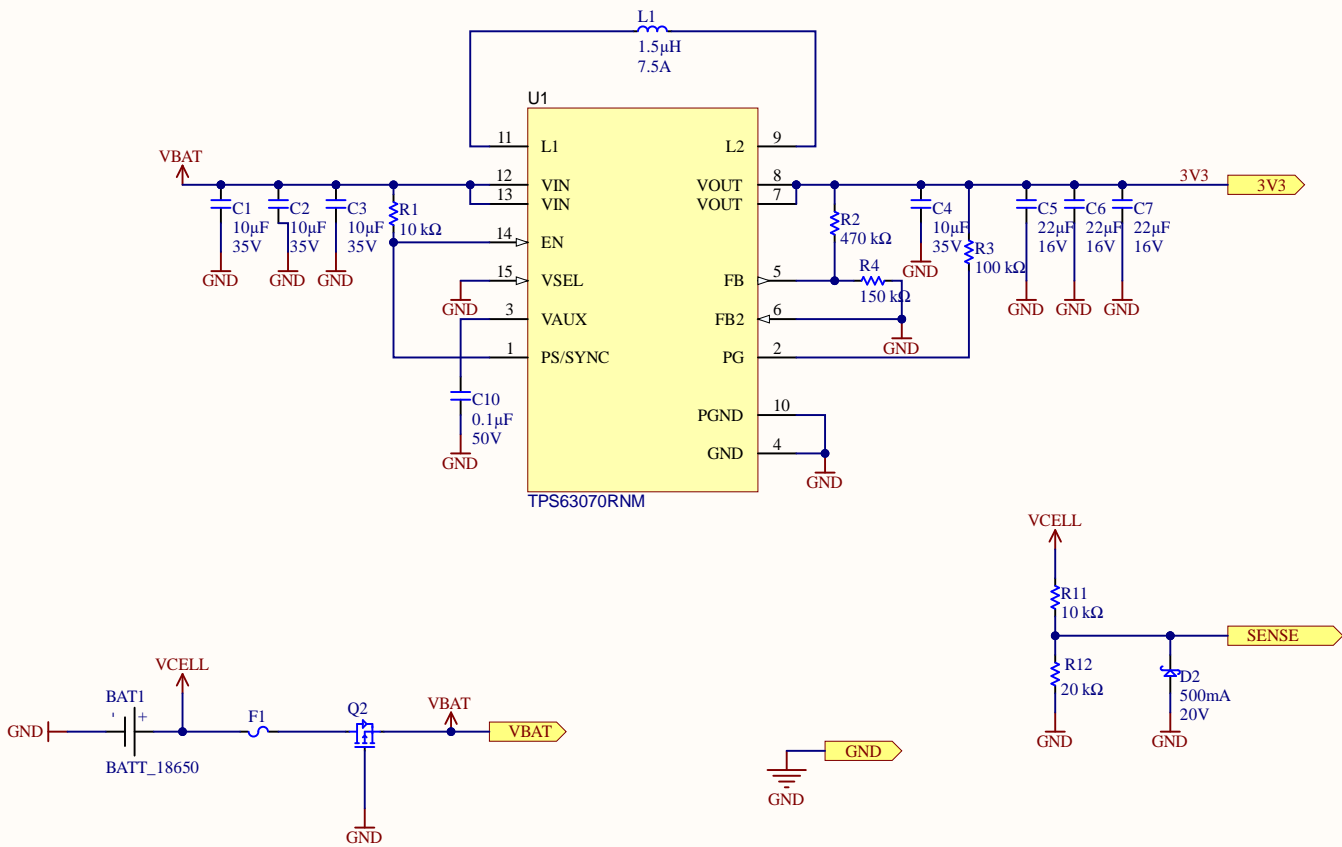 L1
1.5µH
7.5A
U1
11 L1
L2 9
VBAT
12 VIN
13 VIN
VOUT 8
VOUT 7
3V3
3V3
C1
10µF
35V
GND
C2
10µF
35V
GND
C3
10µF
35V
GND
R1
10 kΩ
14 EN
15 VSEL
GND
3 VAUX
1 PS/SYNC
C10
0.1µF
50V
GND
R2
470 kΩ
FB 5
R4
150 kΩ
FB2 6
GND
PG 2
C4
10µF
35V
GND
R3
100 kΩ
C5
22µF
16V
GND
C6
22µF
16V
GND
C7
22µF
16V
GND
PGND 10
GND 4
GND
TPS63070RNM
VCELL
R11
10 kΩ
SENSE
R12
20 kΩ
GND
D2
500mA
20V
GND
VCELL
BAT1
- +
GND
BATT_18650
F1
Q2
GND
VBAT
VBAT
GND
GND